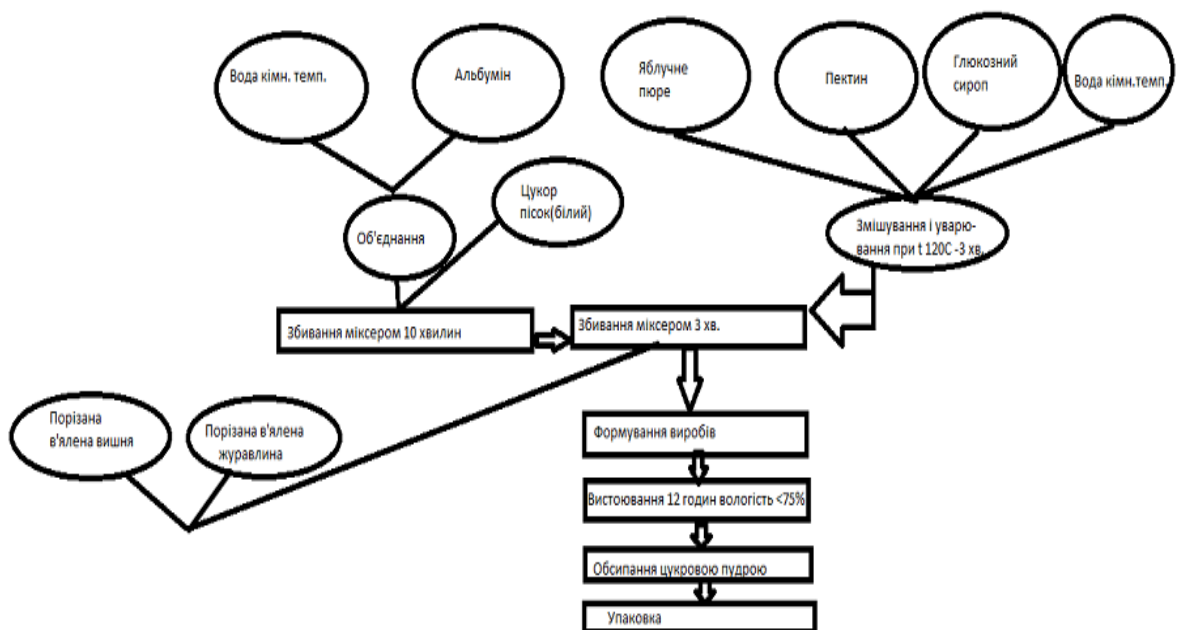 Вода кімн. темп.
Альбумін
Яблучне
пюре
Пектин
Глюкозний
сироп
Вода кімн.темп.
Цукор
пісок(білий)
Об'єднання
Змішування і уварю-
вання при t 120С -3 хв.
Збивання міксером 10 хвилин
Збивання міксером 3 хв.
Порізана
в'ялена вишня
Порізана в'ялена
журавлина
Формування виробів
Вистоювання 12 годин вологість <75%
Обсипання цукровою пудрою
Упаковка